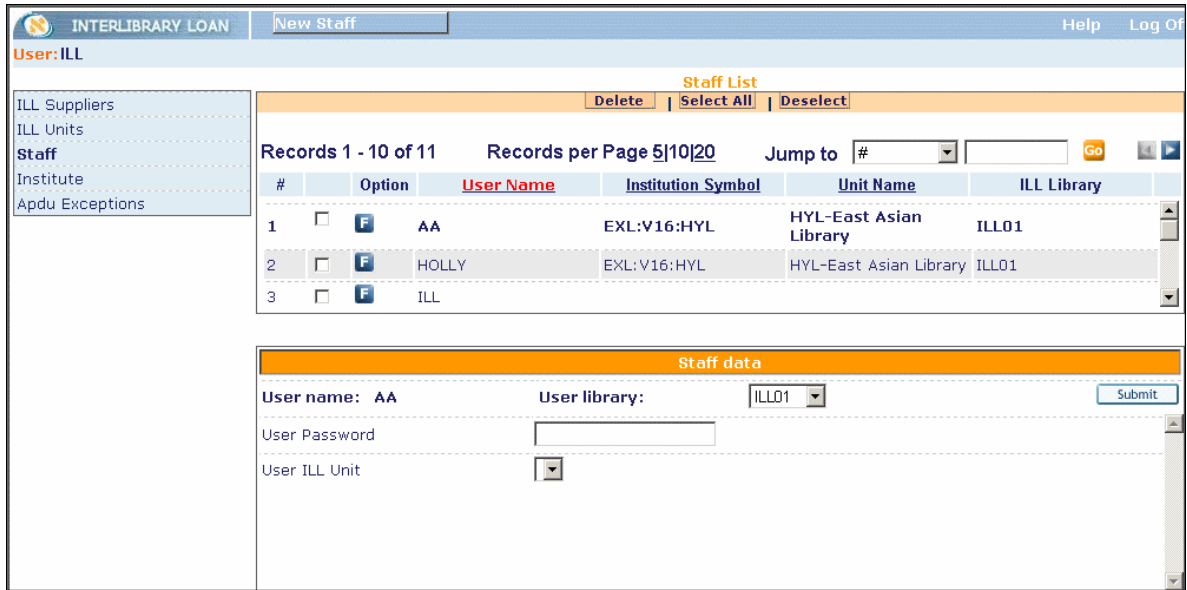 INTERLIBRARY LOAN New Staff Help Log Of
User: ILL
Staff List
ILL Suppliers
ILL Units
Staff
Institute
Apdu Exceptions
Delete | Select All | Deselect
Records 1 - 10 of 11 Records per Page 5|10|20 Jump to # Go
# Option User Name Institution Symbol Unit Name ILL Library
1 F AA EXL:V16:HYL HYL-East Asian
Library ILL01
2 F HOLLY EXL:V16:HYL HYL-East Asian Library ILL01
3 F ILL
Staff data
User name: AA User library: ILL01 Submit
User Password
User ILL Unit